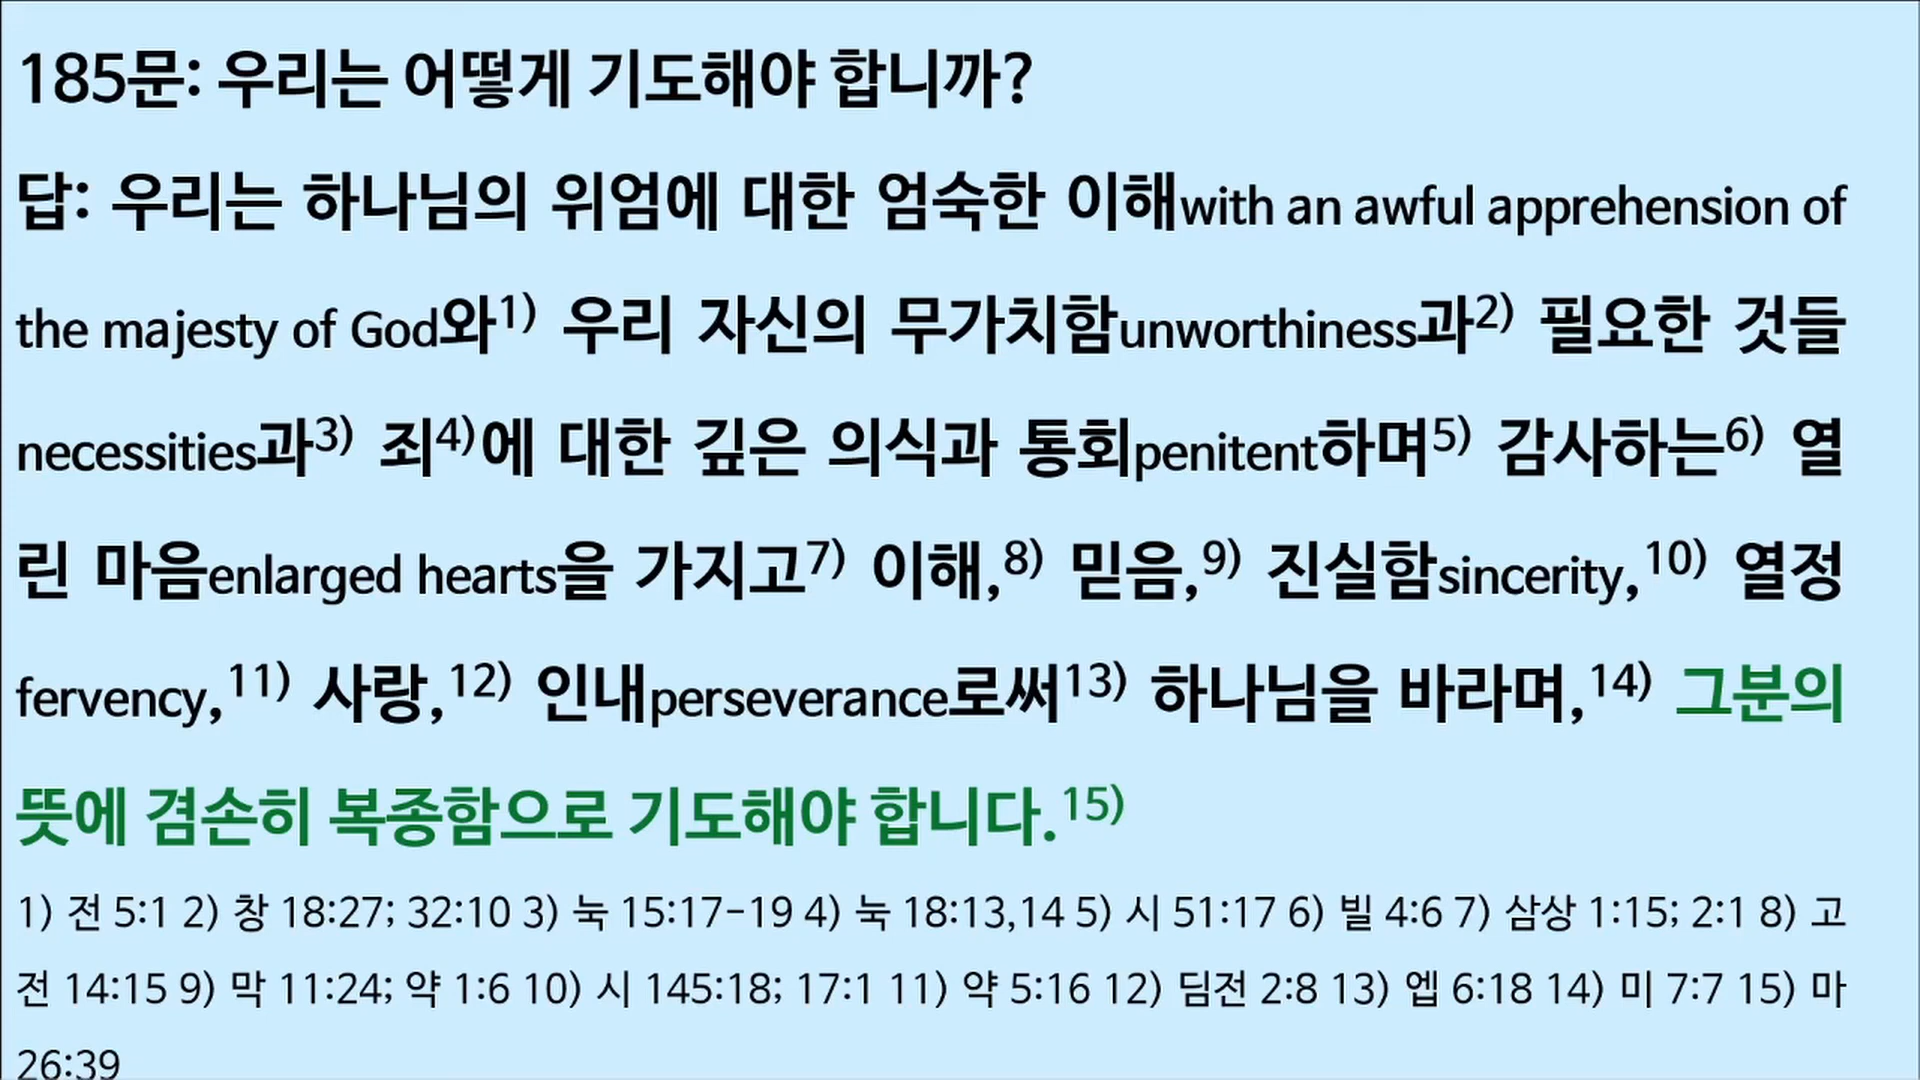 185문: 우리는 어떻게 기도해야 합니까?
답: 우리는 하나님의 위엄에 대한 엄숙한 이해with an awful apprehension of
the majesty of God와1) 우리 자신의 무가치함unworthiness과2) 필요한 것들
necessities과3) 죄4)에 대한 깊은 의식과 통회penitent하며5) 감사하는6) 열
린 마음enlarged hearts을 가지고7) 이해,8) 믿음,9) 진실함sincerity,10) 열정
fervency,11) 사랑,12) 인내perseverance로써13) 하나님을 바라며,14) 그분의
뜻에 겸손히 복종함으로 기도해야 합니다.15)
1) 전 5:1 2) 창 18:27; 32:10 3) 눅 15:17-19 4) 눅 18:13,14 5) 시 51:17 6) 빌 4:6 7) 삼상 1:15; 2:1 8) 고
전 14:15 9) 막 11:24; 약 1:6 10) 시 145:18; 17:1 11) 약 5:16 12) 딤전 2:8 13) 엡 6:18 14) 미 7:7 15) 마
26:39